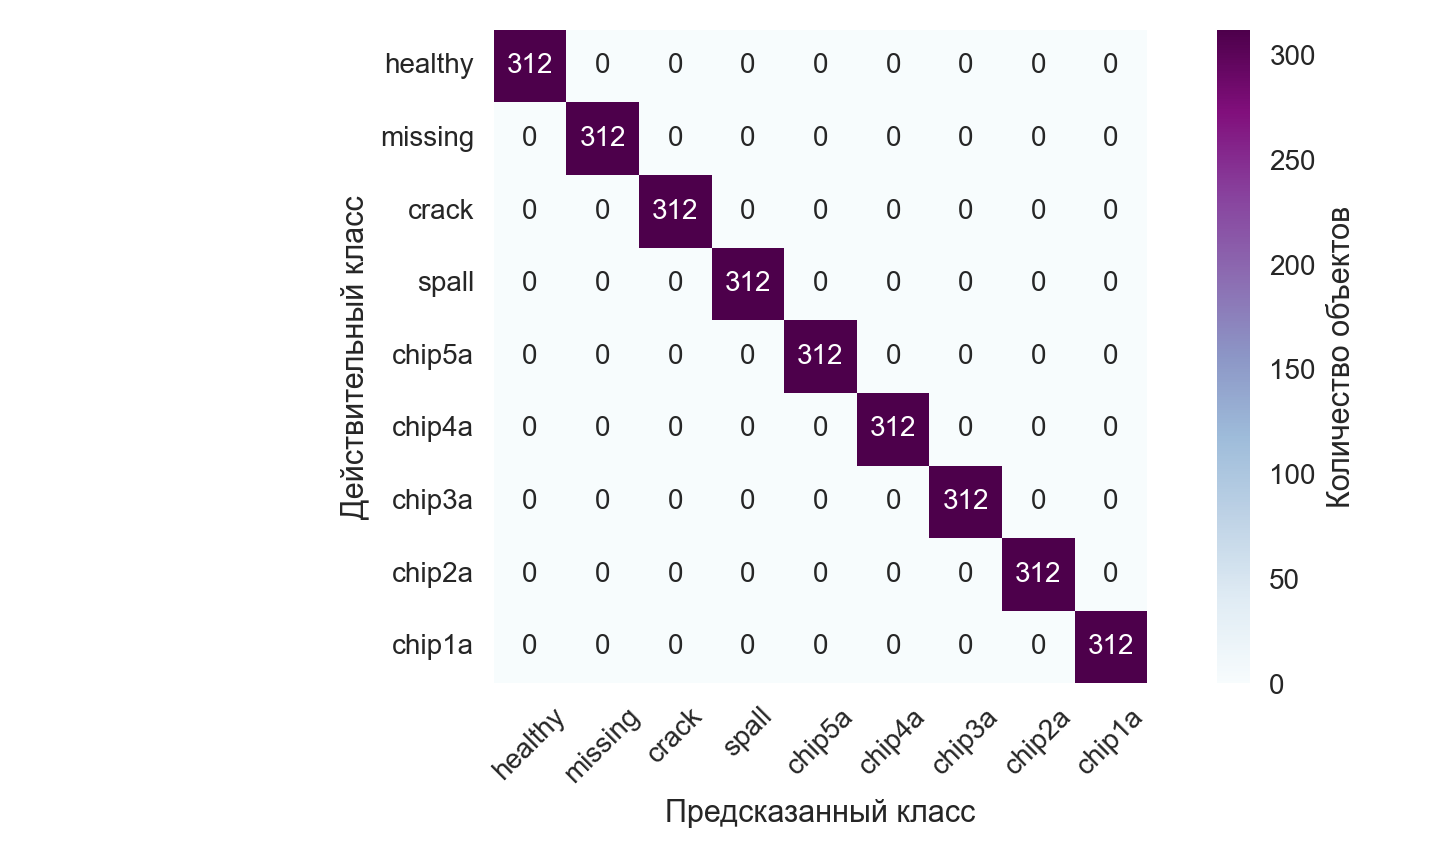 healthy 312 0 0 0 0 0 0 0 0
missing 0 312 0 0 0 0 0 0 0
crack 0 0 312 0 0 0 0 0 0
spall 0 0 0 312 0 0 0 0 0
chip5a 0 0 0 0 312 0 0 0 0
chip4a 0 0 0 0 0 312 0 0 0
chip3a 0 0 0 0 0 0 312 0 0
chip2a 0 0 0 0 0 0 0 312 0
chip1a 0 0 0 0 0 0 0 0 312
healthy missing crack spall chip5a chip4a chip3a chip2a chip1a
Предсказанный класс
Действительный класс
300
250
200
150
100
50
0
Количество объектов